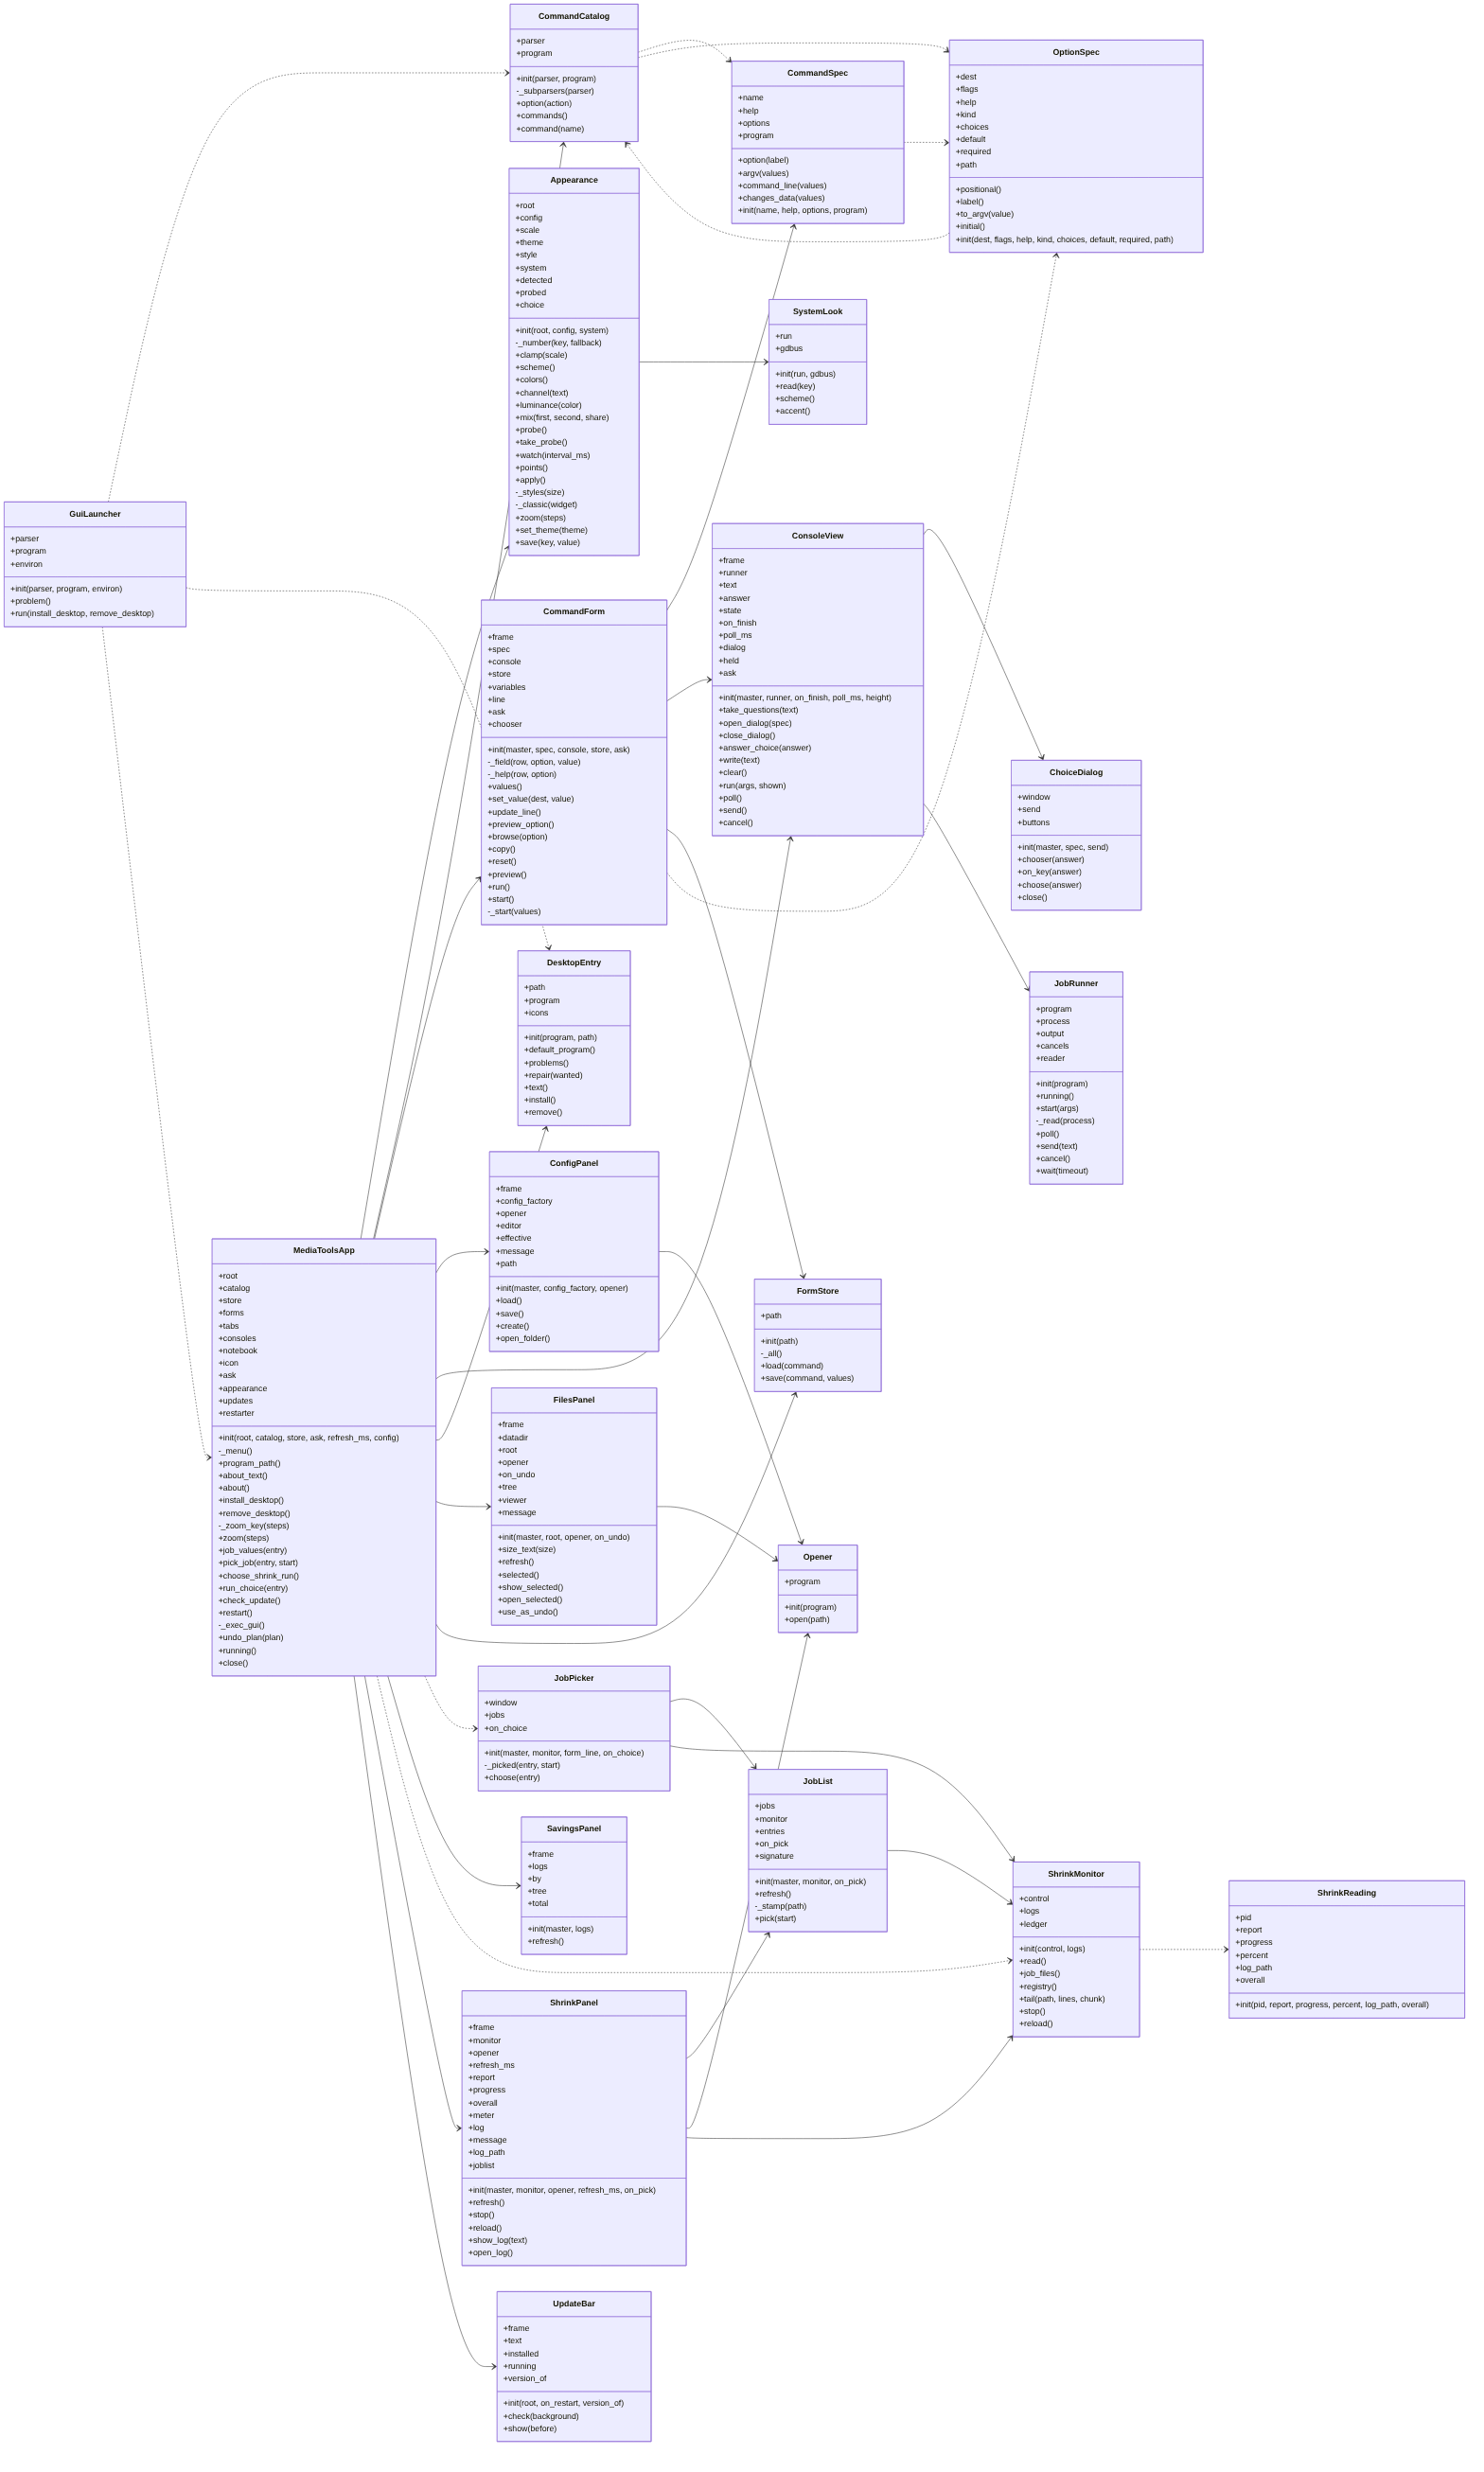 CommandCatalog
+parser
+program
+init(parser, program)
-_subparsers(parser)
+option(action)
+commands()
+command(name)
OptionSpec
+dest
+flags
+help
+kind
+choices
+default
+required
+path
+positional()
+label()
+to_argv(value)
+initial()
+init(dest, flags, help, kind, choices, default, required, path)
CommandSpec
+name
+help
+options
+program
+option(label)
+argv(values)
+command_line(values)
+changes_data(values)
+init(name, help, options, program)
Appearance
+root
+config
+scale
+theme
+style
+system
+detected
+probed
+choice
+init(root, config, system)
-_number(key, fallback)
+clamp(scale)
+scheme()
+colors()
+channel(text)
+luminance(color)
+mix(first, second, share)
+probe()
+take_probe()
+watch(interval_ms)
+points()
+apply()
-_styles(size)
-_classic(widget)
+zoom(steps)
+set_theme(theme)
+save(key, value)
SystemLook
+run
+gdbus
+init(run, gdbus)
+read(key)
+scheme()
+accent()
GuiLauncher
+parser
+program
+environ
+init(parser, program, environ)
+problem()
+run(install_desktop, remove_desktop)
CommandForm
+frame
+spec
+console
+store
+variables
+line
+ask
+chooser
+init(master, spec, console, store, ask)
-_field(row, option, value)
-_help(row, option)
+values()
+set_value(dest, value)
+update_line()
+preview_option()
+browse(option)
+copy()
+reset()
+preview()
+run()
+start()
-_start(values)
ConsoleView
+frame
+runner
+text
+answer
+state
+on_finish
+poll_ms
+dialog
+held
+ask
+init(master, runner, on_finish, poll_ms, height)
+take_questions(text)
+open_dialog(spec)
+close_dialog()
+answer_choice(answer)
+write(text)
+clear()
+run(args, shown)
+poll()
+send()
+cancel()
ChoiceDialog
+window
+send
+buttons
+init(master, spec, send)
+chooser(answer)
+on_key(answer)
+choose(answer)
+close()
DesktopEntry
+path
+program
+icons
+init(program, path)
+default_program()
+problems()
+repair(wanted)
+text()
+install()
+remove()
JobRunner
+program
+process
+output
+cancels
+reader
+init(program)
+running()
+start(args)
-_read(process)
+poll()
+send(text)
+cancel()
+wait(timeout)
ConfigPanel
+frame
+config_factory
+opener
+editor
+effective
+message
+path
+init(master, config_factory, opener)
+load()
+save()
+create()
+open_folder()
MediaToolsApp
+root
+catalog
+store
+forms
+tabs
+consoles
+notebook
+icon
+ask
+appearance
+updates
+restarter
+init(root, catalog, store, ask, refresh_ms, config)
-_menu()
+program_path()
+about_text()
+about()
+install_desktop()
+remove_desktop()
-_zoom_key(steps)
+zoom(steps)
+job_values(entry)
+pick_job(entry, start)
+choose_shrink_run()
+run_choice(entry)
+check_update()
+restart()
-_exec_gui()
+undo_plan(plan)
+running()
+close()
FormStore
+path
+init(path)
-_all()
+load(command)
+save(command, values)
FilesPanel
+frame
+datadir
+root
+opener
+on_undo
+tree
+viewer
+message
+init(master, root, opener, on_undo)
+size_text(size)
+refresh()
+selected()
+show_selected()
+open_selected()
+use_as_undo()
Opener
+program
+init(program)
+open(path)
JobPicker
+window
+jobs
+on_choice
+init(master, monitor, form_line, on_choice)
-_picked(entry, start)
+choose(entry)
JobList
+jobs
+monitor
+entries
+on_pick
+signature
+init(master, monitor, on_pick)
+refresh()
-_stamp(path)
+pick(start)
SavingsPanel
+frame
+logs
+by
+tree
+total
+init(master, logs)
+refresh()
ShrinkMonitor
+control
+logs
+ledger
+init(control, logs)
+read()
+job_files()
+registry()
+tail(path, lines, chunk)
+stop()
+reload()
ShrinkReading
+pid
+report
+progress
+percent
+log_path
+overall
+init(pid, report, progress, percent, log_path, overall)
ShrinkPanel
+frame
+monitor
+opener
+refresh_ms
+report
+progress
+overall
+meter
+log
+message
+log_path
+joblist
+init(master, monitor, opener, refresh_ms, on_pick)
+refresh()
+stop()
+reload()
+show_log(text)
+open_log()
UpdateBar
+frame
+text
+installed
+running
+version_of
+init(root, on_restart, version_of)
+check(background)
+show(before)